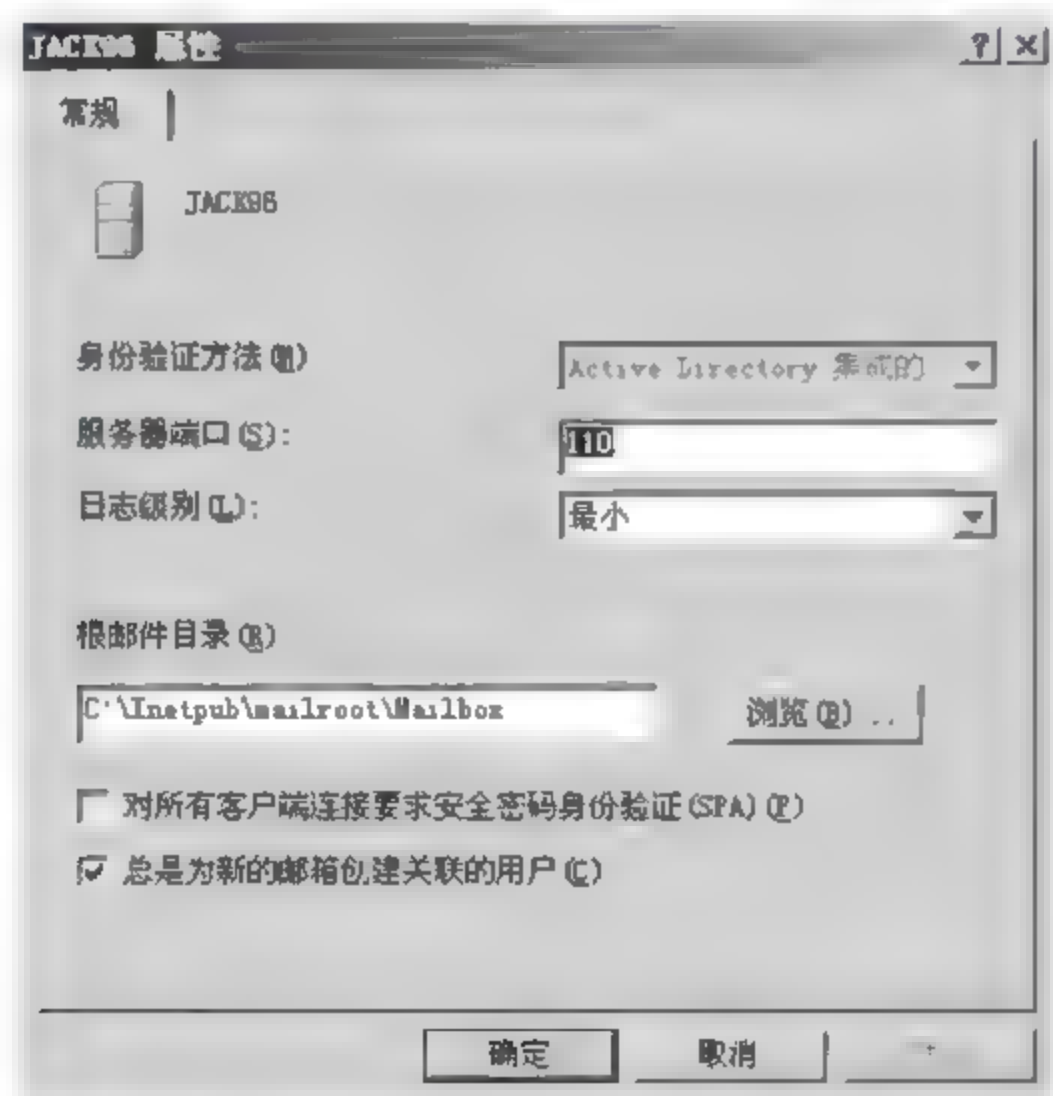 JACK96 属性
常规
JACK96
身份验证方法(M)
Active Directory 集成的
服务器端口(S):
110
日志级别(L):
最小
根邮件目录(R)
C:\Inetpub\mailroot\Mailbox
浏览(B)...
对所有客户端连接要求安全密码身份验证(SPA)(P)
总是为新的邮箱创建关联的用户(C)
确定
取消